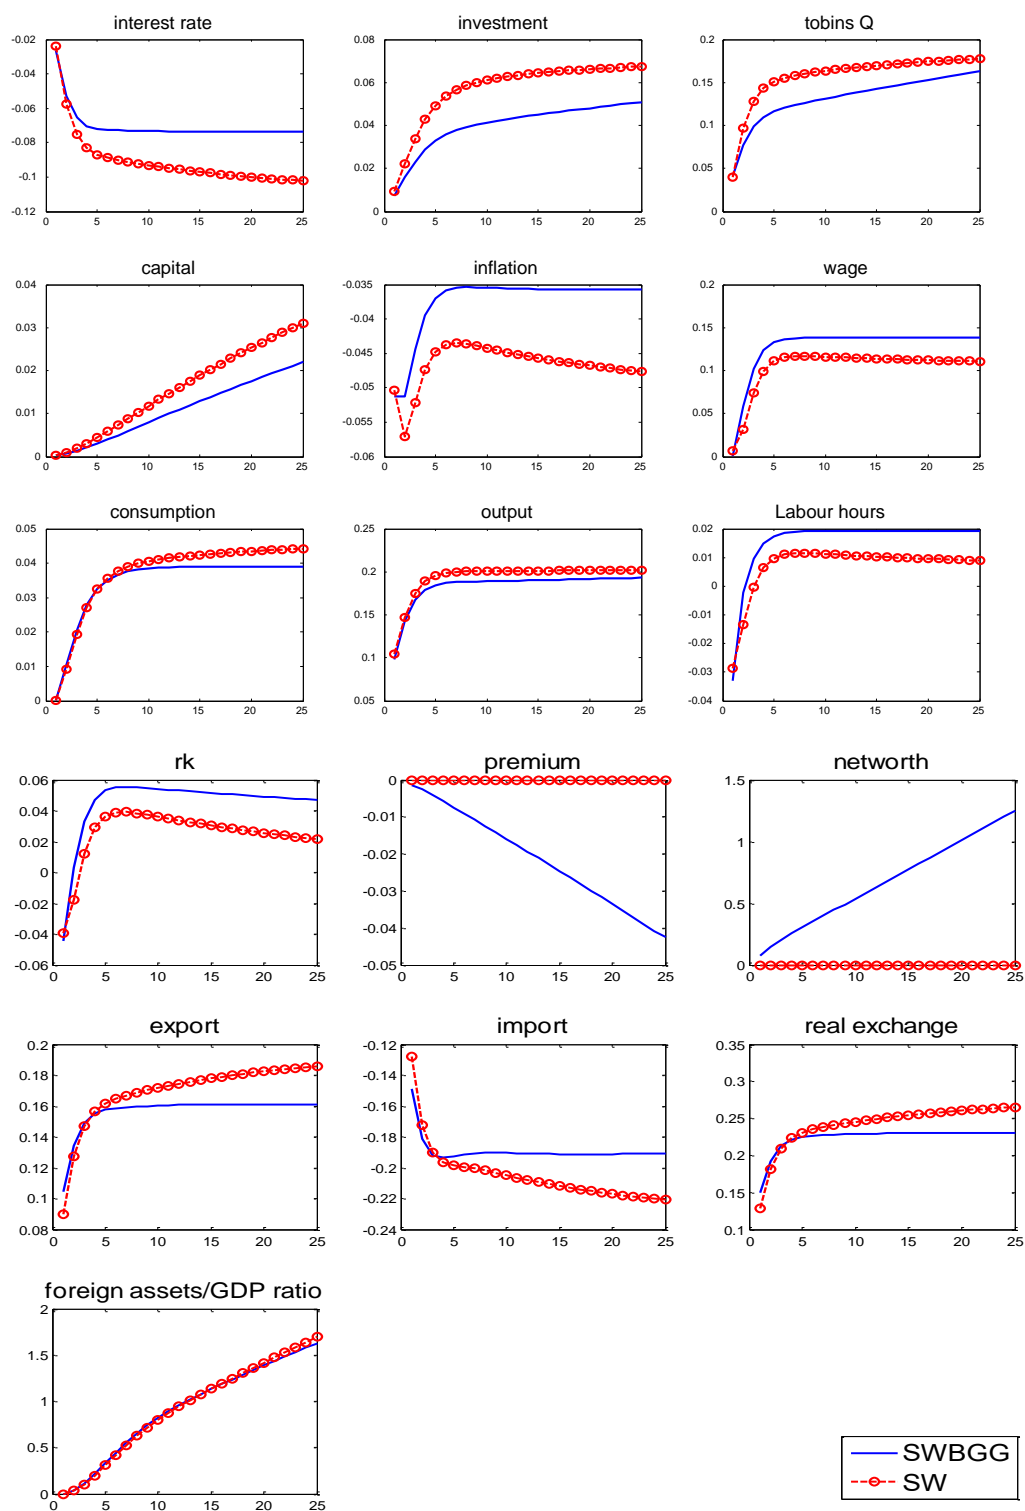 interest rate
investment
tobins Q
-0.02
-0.04
-0.06
-0.08
-0.1
-0.12
0 5 10 15 20 25
0.08
0.06
0.04
0.02
0
0 5 10 15 20 25
0.2
0.15
0.1
0.05
0
0 5 10 15 20 25
capital
inflation
wage
0.04
0.03
0.02
0.01
0
0 5 10 15 20 25
-0.035
-0.04
-0.045
-0.05
-0.055
-0.06
0 5 10 15 20 25
0.2
0.15
0.1
0.05
0
0 5 10 15 20 25
consumption
output
Labour hours
0.05
0.04
0.03
0.02
0.01
0
0 5 10 15 20 25
0.25
0.2
0.15
0.1
0.05
0 5 10 15 20 25
0.02
0.01
0
-0.01
-0.02
-0.03
-0.04
0 5 10 15 20 25
rk
premium
networth
0.06
0.04
0.02
0
-0.02
-0.04
-0.06
0 5 10 15 20 25
0
-0.01
-0.02
-0.03
-0.04
-0.05
0 5 10 15 20 25
1.5
1
0.5
0
0 5 10 15 20 25
export
import
real exchange
0.2
0.18
0.16
0.14
0.12
0.1
0.08
0 5 10 15 20 25
-0.12
-0.14
-0.16
-0.18
-0.2
-0.22
-0.24
0 5 10 15 20 25
0.35
0.3
0.25
0.2
0.15
0.1
0 5 10 15 20 25
foreign assets/GDP ratio
2
1.5
1
0.5
0
0 5 10 15 20 25
SWBGG
SW